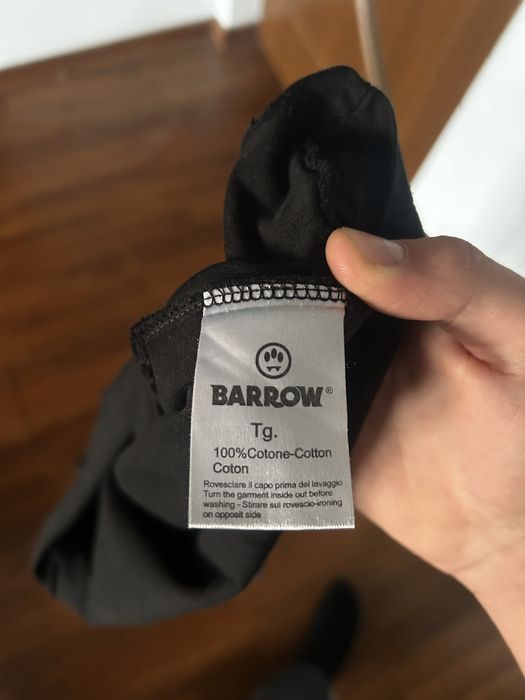 BARROW®
Tg.
100%Cotone-Cotton
Coton
Rovesciare il capo prima del lavaggio
Turn the garment inside out before
washing - Stirare sul rovescio-ironing
on opposit side